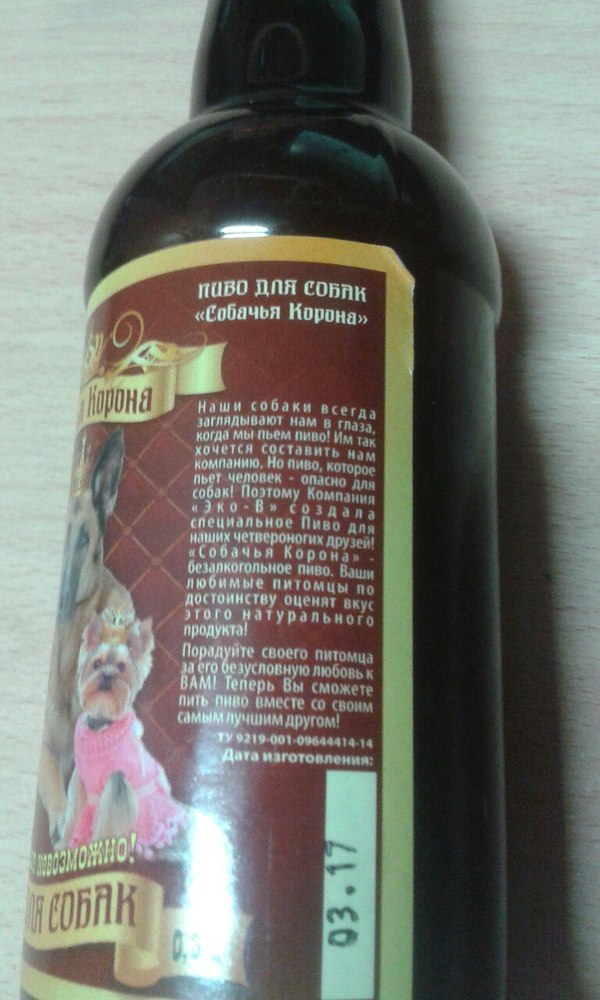 ПИВО ДЛЯ СОБАК
«Собачья Корона»
Корона
Наши собаки всегда
заглядывают нам в глаза,
когда мы пьем пиво! Им так
хочется составить нам
компанию. Но пиво, которое
пьет человек - опасно для
собак! Поэтому Компания
«Эко-В» создала
специальное Пиво для
наших четвероногих друзей!
«Собачья Корона» -
безалкогольное пиво. Ваши
любимые питомцы по
достоинству оценят вкус
этого натурального
продукта!
Порадуйте своего питомца
за его безусловную любовь к
ВАМ! Теперь Вы сможете
пить пиво вместе со своим
самым лучшим другом!
ТУ 9219-001-09644414-14
Дата изготовления:
03.17
невозможно!
СОБАК